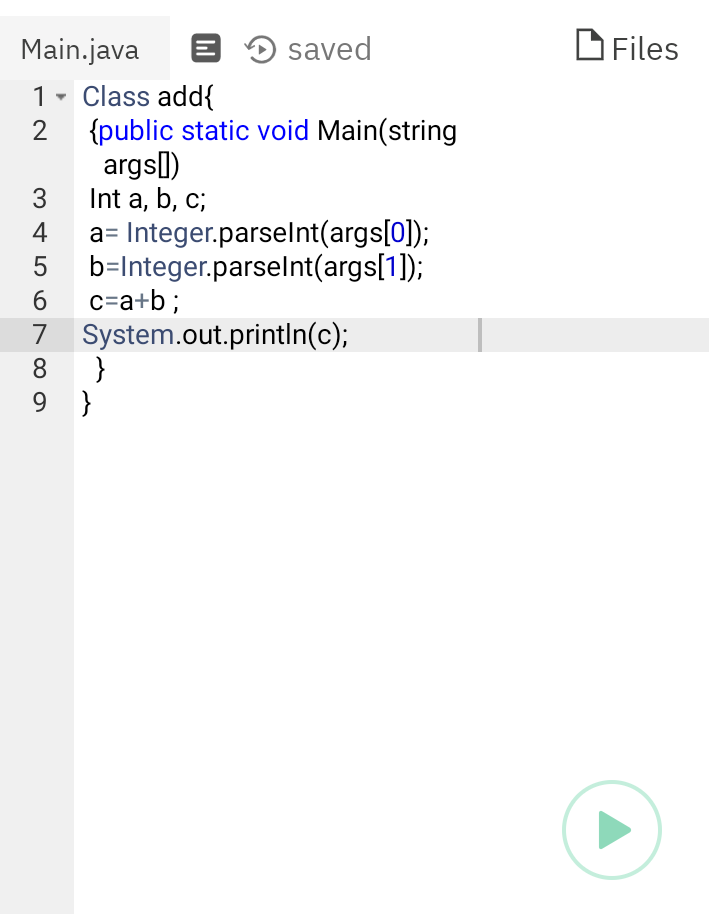 Main.java saved Files
1 Class add{
2 {public static void Main(string
args[])
3 Int a, b, c;
4 a= Integer.parseInt(args[0]);
5 b=Integer.parseInt(args[1]);
6 c=a+b ;
7 System.out.println(c);
8 }
9 }